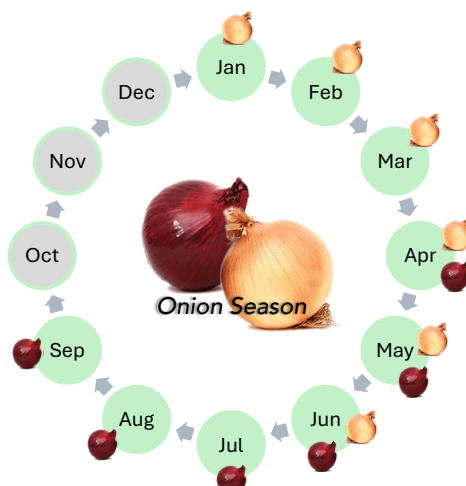 Jan
Feb
Mar
Apr
May
Jun
Jul
Aug
Sep
Oct
Nov
Dec
Onion Season